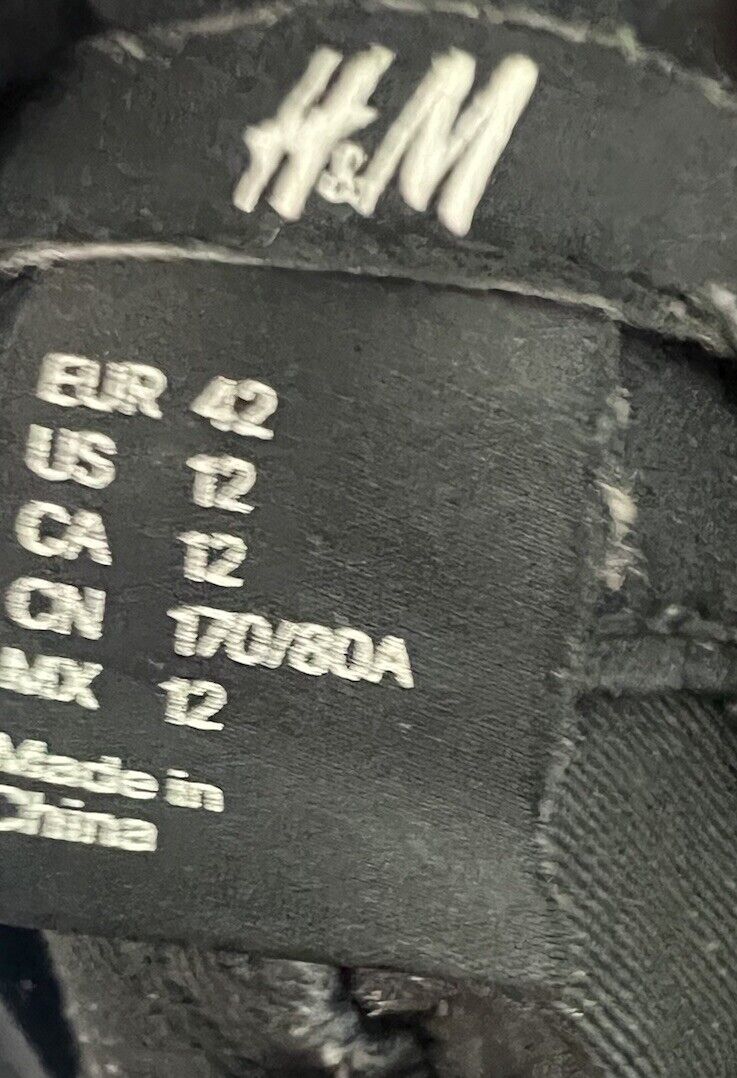 H&M
EUR 42
US 12
CA 12
CN 170/80A
MX 12
Made in
China